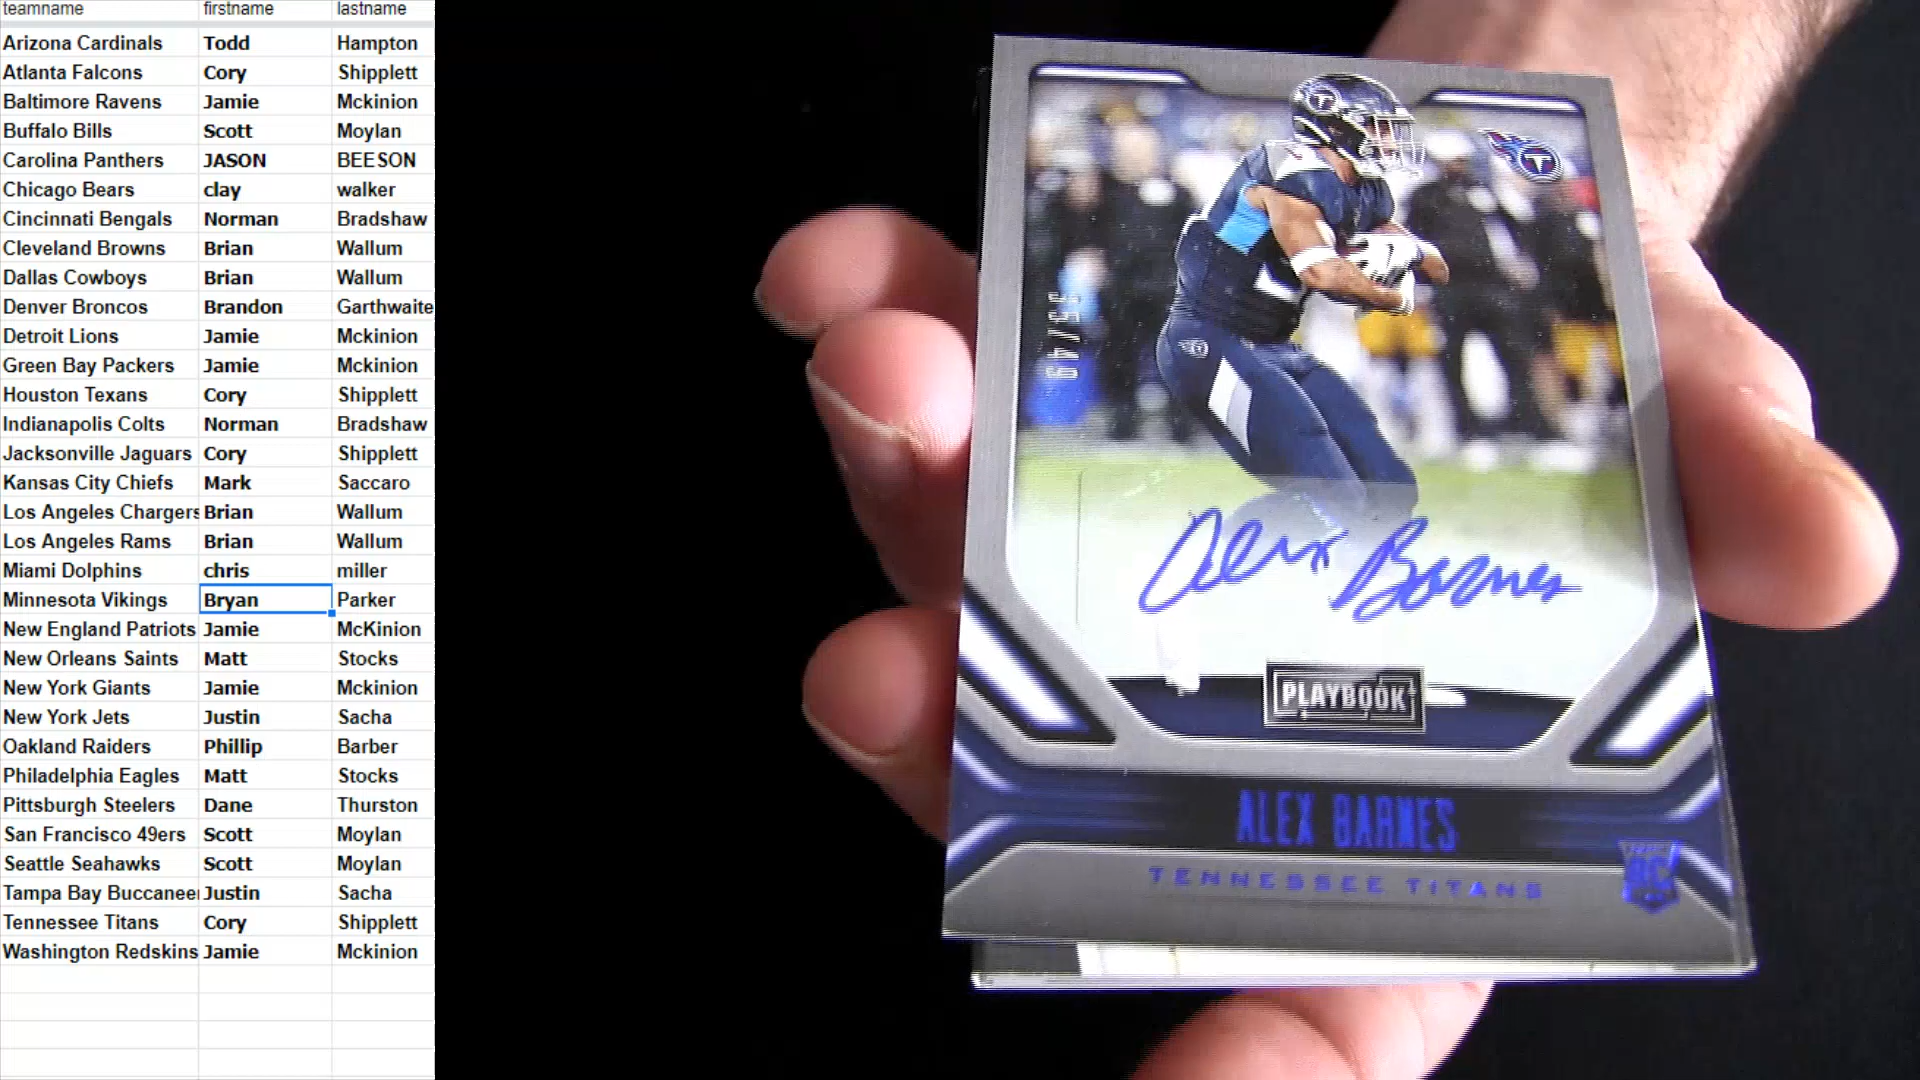 teamname firstname lastname
Arizona Cardinals Todd Hampton
Atlanta Falcons Cory Shipplett
Baltimore Ravens Jamie Mckinion
Buffalo Bills Scott Moylan
Carolina Panthers JASON BEESON
Chicago Bears clay walker
Cincinnati Bengals Norman Bradshaw
Cleveland Browns Brian Wallum
Dallas Cowboys Brian Wallum
Denver Broncos Brandon Garthwaite
Detroit Lions Jamie Mckinion
Green Bay Packers Jamie Mckinion
Houston Texans Cory Shipplett
Indianapolis Colts Norman Bradshaw
Jacksonville Jaguars Cory Shipplett
Kansas City Chiefs Mark Saccaro
Los Angeles Chargers Brian Wallum
Los Angeles Rams Brian Wallum
Miami Dolphins chris miller
Minnesota Vikings Bryan Parker
New England Patriots Jamie McKinion
New Orleans Saints Matt Stocks
New York Giants Jamie Mckinion
New York Jets Justin Sacha
Oakland Raiders Phillip Barber
Philadelphia Eagles Matt Stocks
Pittsburgh Steelers Dane Thurston
San Francisco 49ers Scott Moylan
Seattle Seahawks Scott Moylan
Tampa Bay Buccanee Justin Sacha
Tennessee Titans Cory Shipplett
Washington Redskins Jamie Mckinion
Alex Barnes
PLAYBOOK
ALEX BARNES
TENNESSEE TITANS
RC